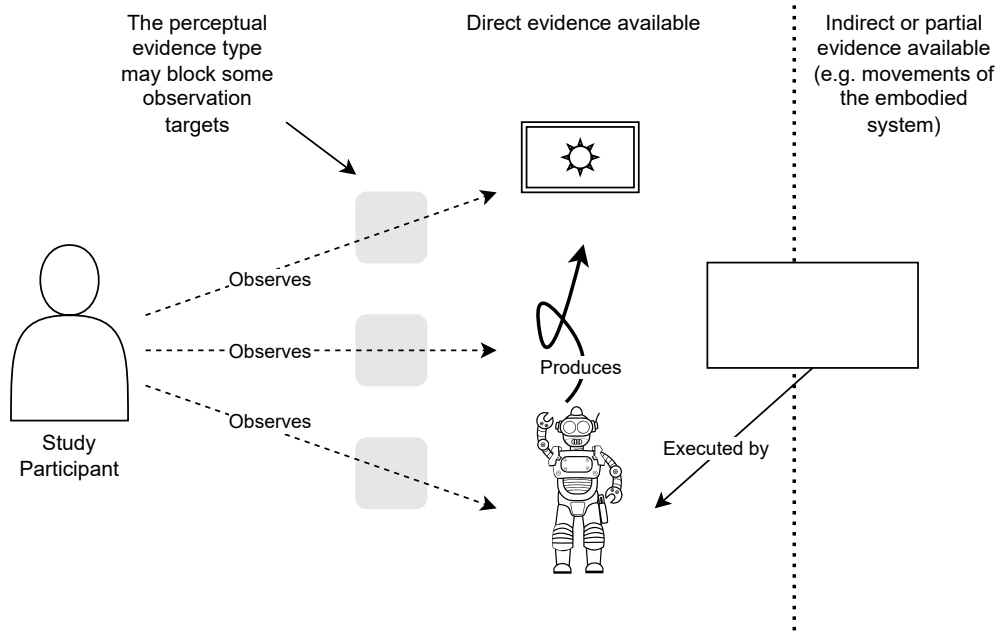 The perceptual
evidence type
may block some
observation
targets
Direct evidence available
Indirect or partial
evidence available
(e.g. movements of
the embodied
system)
Observes
Observes
Observes
Produces
Executed by
Study
Participant